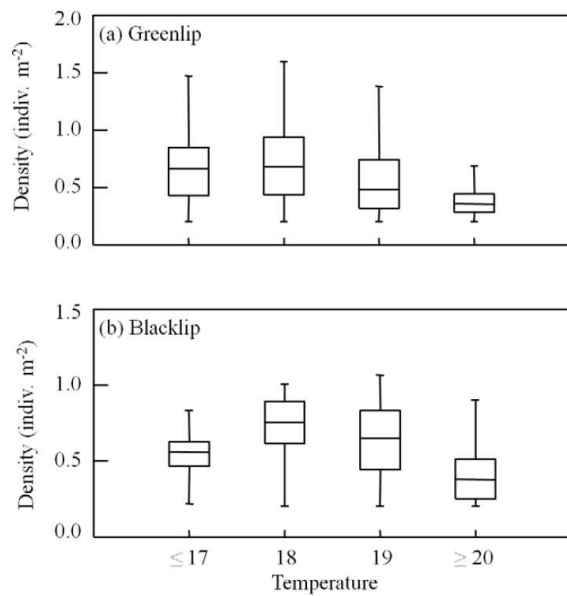 (a) Greenlip
Density (indiv. m-2)
2.0
1.5
1.0
0.5
0.0
(b) Blacklip
Density (indiv. m-2)
1.5
1.0
0.5
0.0
≤ 17 18 19 ≥ 20
Temperature